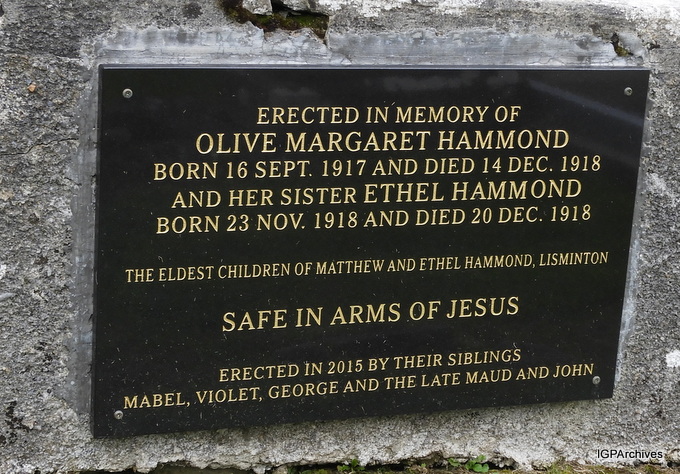 ERECTED IN MEMORY OF
OLIVE MARGARET HAMMOND
BORN 16 SEPT. 1917 AND DIED 14 DEC. 1918
AND HER SISTER ETHEL HAMMOND
BORN 23 NOV. 1918 AND DIED 20 DEC. 1918
THE ELDEST CHILDREN OF MATTHEW AND ETHEL HAMMOND, LISMINTON
SAFE IN ARMS OF JESUS
ERECTED IN 2015 BY THEIR SIBLINGS
MABEL, VIOLET, GEORGE AND THE LATE MAUD AND JOHN
IGPArchives